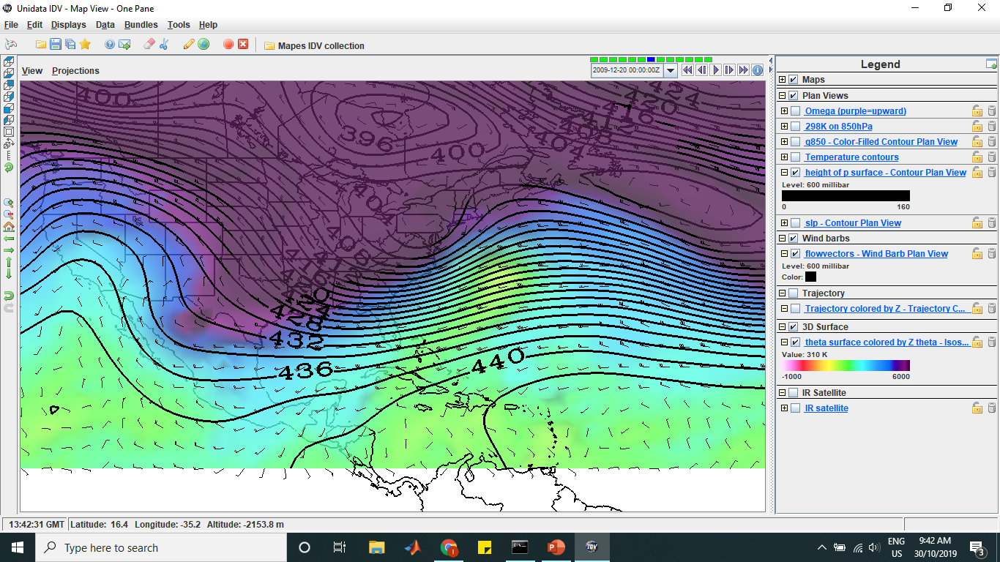 Unidata IDV - Map View - One Pane
File Edit Displays Data Bundles Tools Help
Mapes IDV collection
View Projections
2009-12-20 00:00:00Z
400
424
420
416
408
404
396
400
404
420
424
428
432
436
440
Legend
Maps
Plan Views
Omega (purple=upward)
298K on 850hPa
q850 - Color-Filled Contour Plan View
Temperature contours
height of p surface - Contour Plan View
Level: 600 millibar
0 160
slp - Contour Plan View
Wind barbs
flowvectors - Wind Barb Plan View
Level: 600 millibar
Color:
Trajectory
Trajectory colored by Z - Trajectory C...
3D Surface
theta surface colored by Z theta - Isos...
Value: 310 K
-1000 6000
IR Satellite
IR satellite
13:42:31 GMT Latitude: 16.4 Longitude: -35.2 Altitude: -2153.8 m
Type here to search
ENG
US
9:42 AM
30/10/2019
3